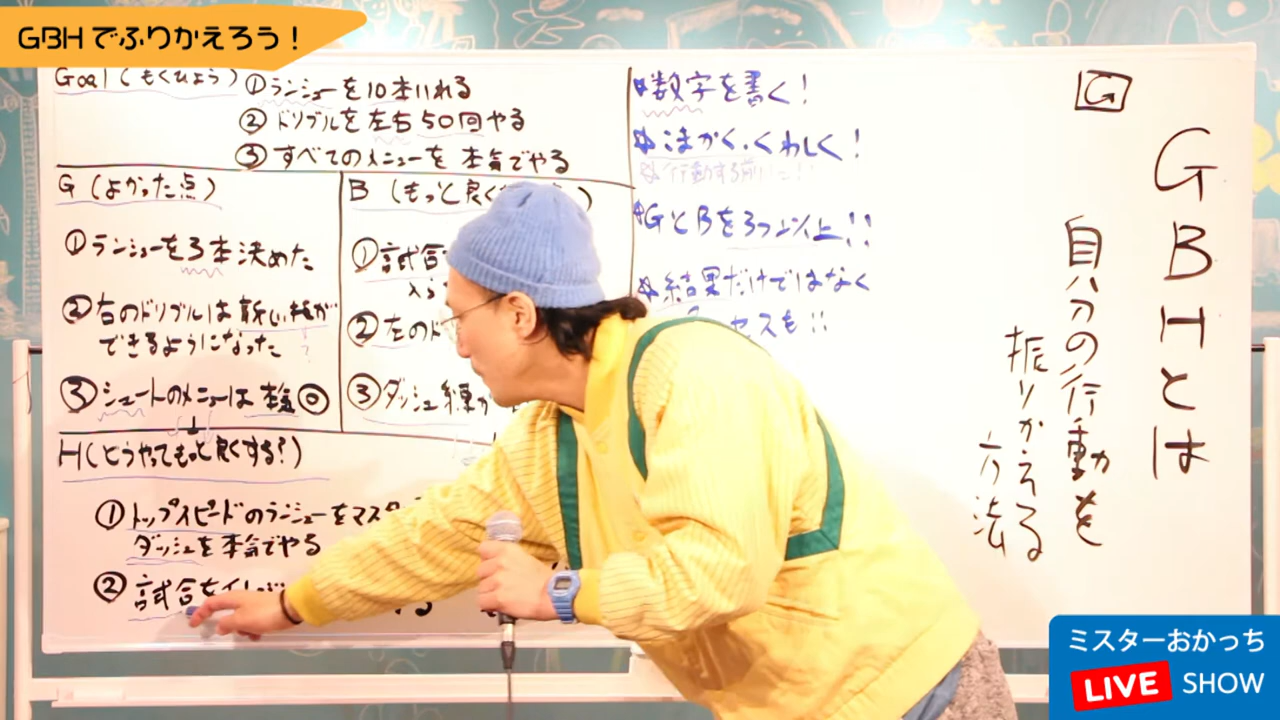 GBHでふりかえろう！
Goal（もくひょう）
①ランシューを10本いれる
②ドリブルを左右50回やる
③すべてのメニューを本気でやる
G（よかった点）
①ランシューを3本決めた
②右のドリブルは新しい技が
できるようになった
③シュートのメニューは本気◎
B（もっと良く
①試合
入ら
②左のド
③ダッシュ練が
H（どうやってもっと良くする？）
①トップスピードのランシューをマスタ
ダッシュを本気でやる
②試合をイ
数字を書く！
こまかく・くわしく！
行動する前に！！
GとBを3つ以上！！
結果だけではなく
セスも！！
G
GBHとは
自分の行動を
振りかえる
方法
ミスターおかっち
LIVE SHOW